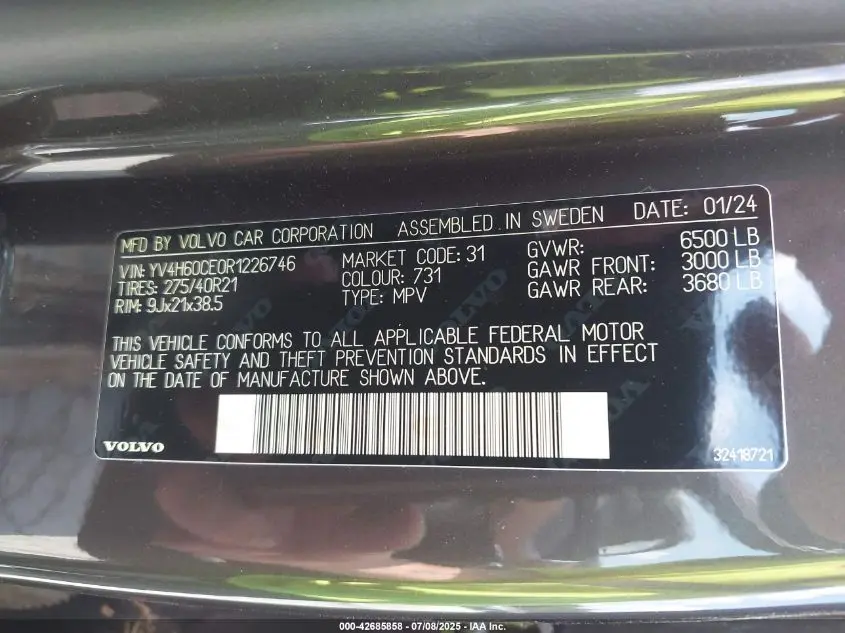 MFD BY VOLVO CAR CORPORATION ASSEMBLED IN SWEDEN DATE: 01/24
VIN: YV4H60CE0R1226746 MARKET CODE: 31 GVWR: 6500 LB
TIRES: 275/40R21 COLOUR: 731 GAWR FRONT: 3000 LB
RIM: 9Jx21x38.5 TYPE: MPV GAWR REAR: 3680 LB
THIS VEHICLE CONFORMS TO ALL APPLICABLE FEDERAL MOTOR
VEHICLE SAFETY AND THEFT PREVENTION STANDARDS IN EFFECT
ON THE DATE OF MANUFACTURE SHOWN ABOVE.
VOLVO 32418721
000-42685858 - 07/08/2025 - IAA Inc.